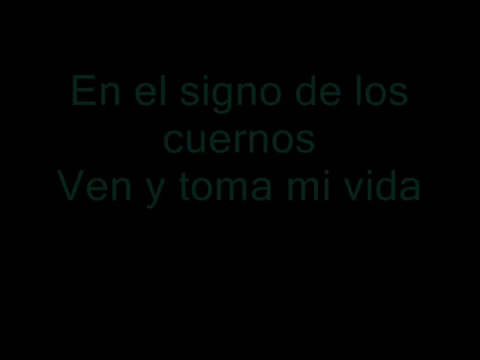 En el signo de los
cuernos
Ven y toma mi vida